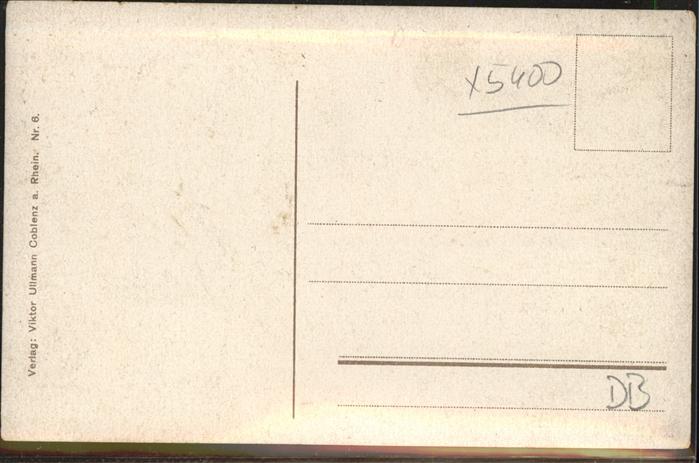 Verlag: Viktor Ullmann Coblenz a. Rhein. Nr. 6.
X5400
DB